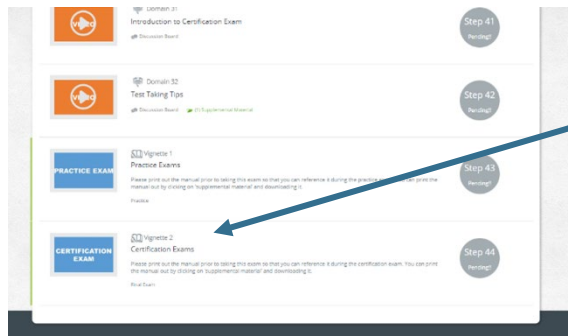 Domain 31
VIDEO
Introduction to Certification Exam
Discussion Board
Step 41
Pending!!
Domain 32
VIDEO
Test Taking Tips
Discussion Board Supplemental Material
Step 42
Pending!!
Vignette 1
PRACTICE EXAM
Practice Exams
Please print out the manual prior to taking this exam so that you can reference it during the practice can print the
manual out by clicking on 'supplemental material' and downloading it.
Practice
Step 43
Pending!!
Vignette 2
CERTIFICATION
EXAM
Certification Exams
Please print out the manual prior to taking this exam so that you can reference it during the certification exam. You can print
the manual out by clicking on 'supplemental material' and downloading it.
Final Exam
Step 44
Pending!!